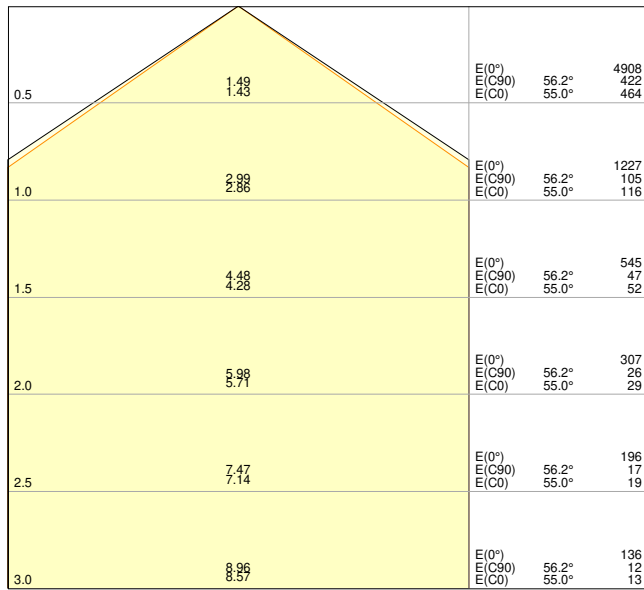 E(0°) 4908
1.49 E(C90) 56.2° 422
0.5 1.43 E(C0) 55.0° 464
E(0°) 1227
2.99 E(C90) 56.2° 105
1.0 2.86 E(C0) 55.0° 116
E(0°) 545
4.48 E(C90) 56.2° 47
1.5 4.28 E(C0) 55.0° 52
E(0°) 307
5.98 E(C90) 56.2° 26
2.0 5.71 E(C0) 55.0° 29
E(0°) 196
7.47 E(C90) 56.2° 17
2.5 7.14 E(C0) 55.0° 19
E(0°) 136
8.96 E(C90) 56.2° 12
3.0 8.57 E(C0) 55.0° 13